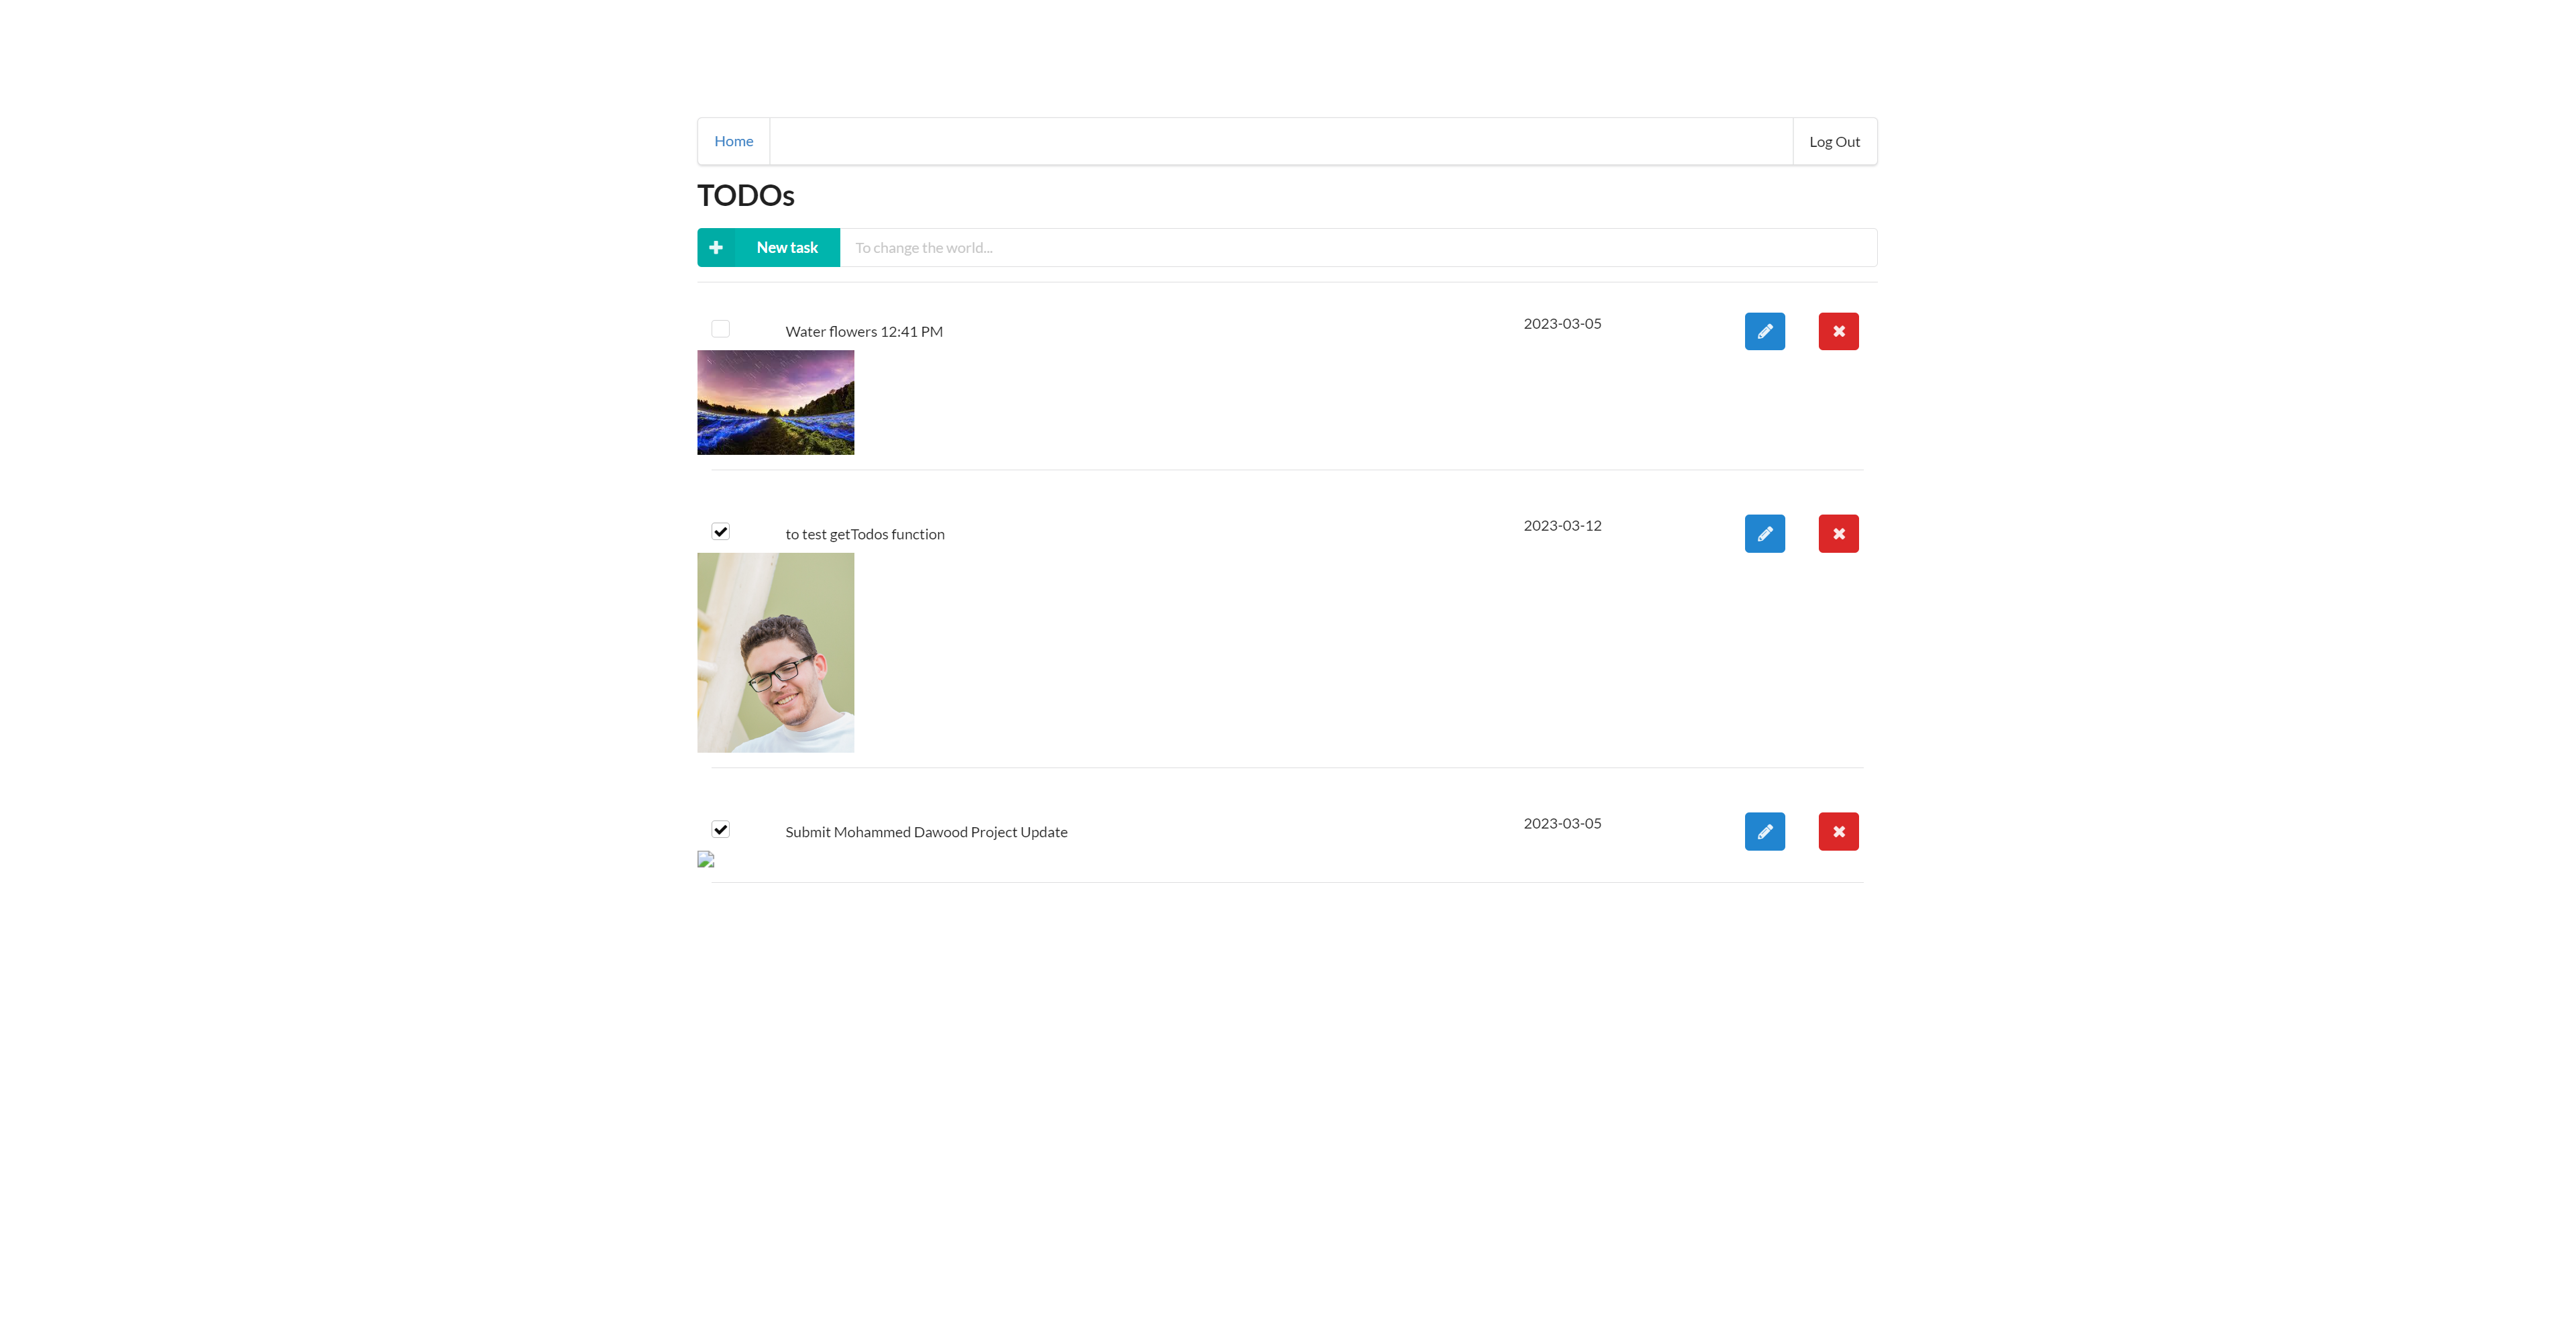 Home
Log Out
TODOs
New task
To change the world...
Water flowers 12:41 PM
2023-03-05
to test getTodos function
2023-03-12
Submit Mohammed Dawood Project Update
2023-03-05